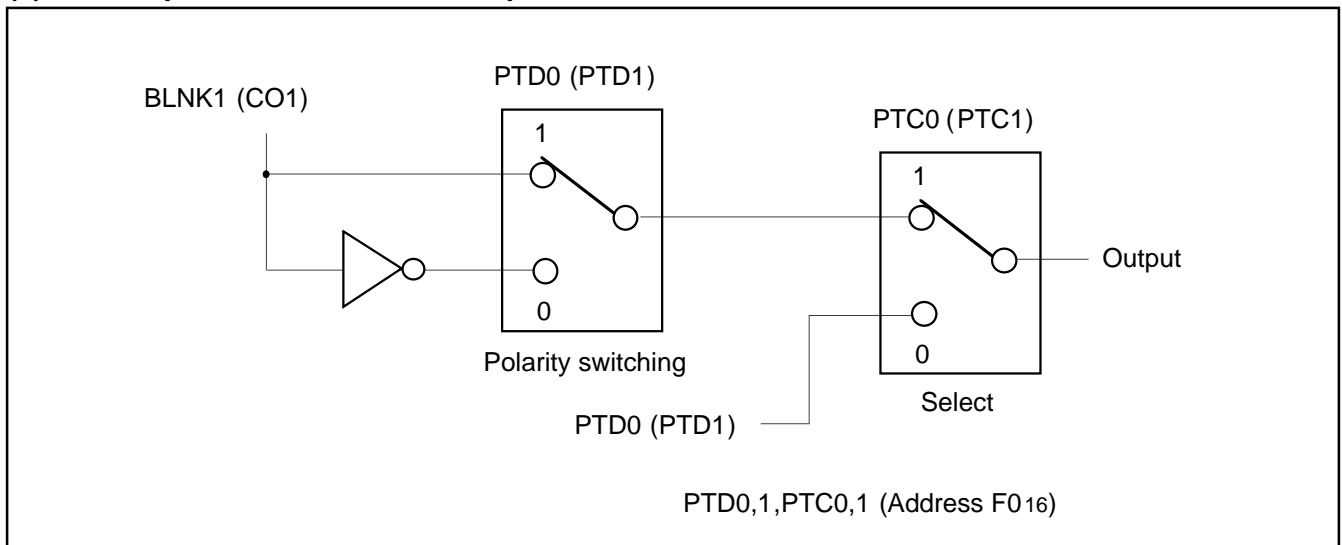 PTD0 (PTD1)
BLNK1 (CO1)
PTC0 (PTC1)
1
1
0
Output
0
Polarity switching
Select
PTD0 (PTD1)
PTD0,1,PTC0,1 (Address F016)